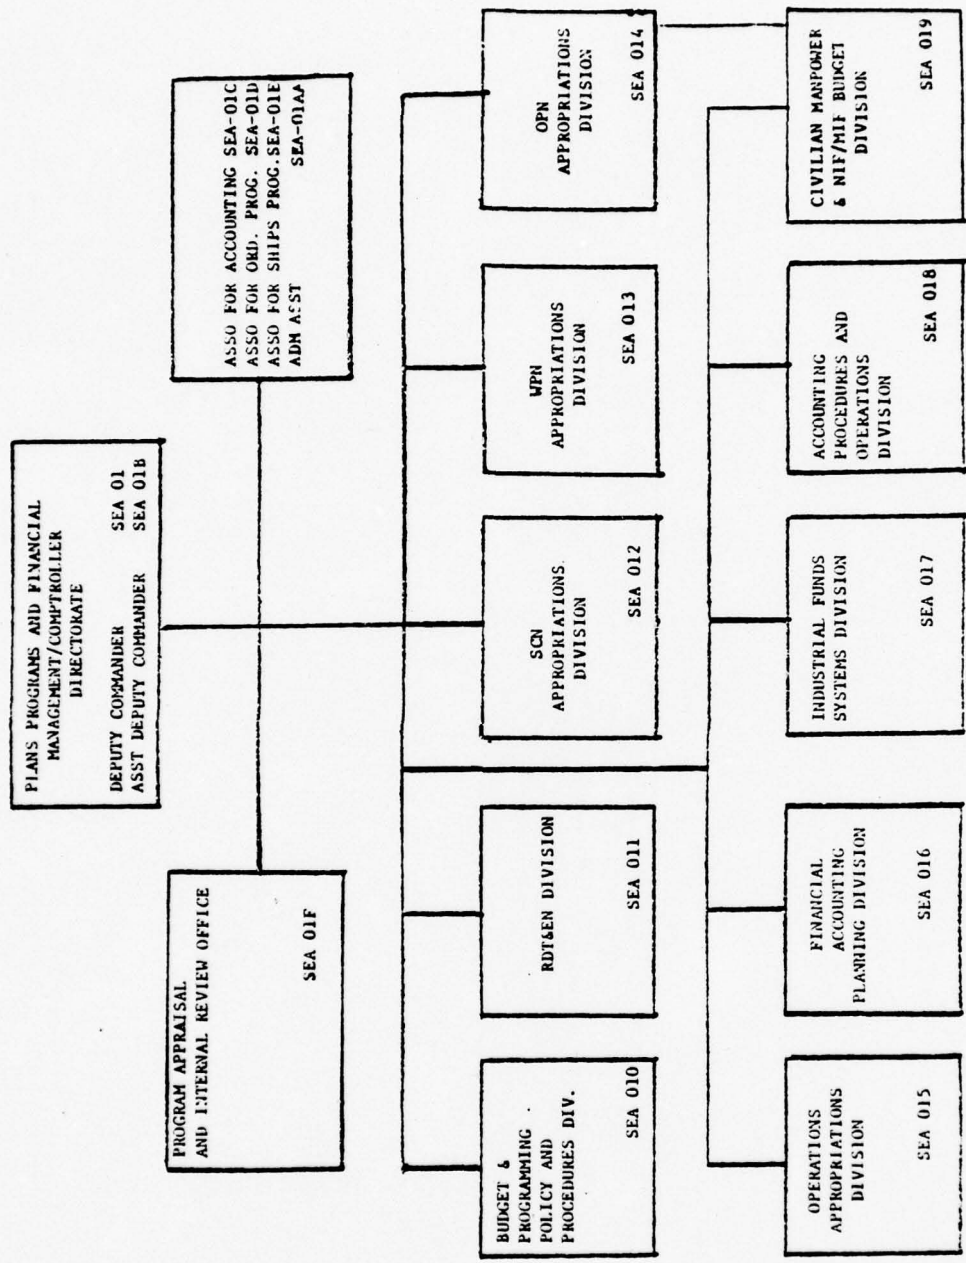 PLANS PROGRAMS AND FINANCIAL
MANAGEMENT/COMPTROLLER
DIRECTORATE
DEPUTY COMMANDER SEA 01
ASST DEPUTY COMMANDER SEA 01B
PROGRAM APPRAISAL
AND INTERNAL REVIEW OFFICE
SEA 01F
ASSO FOR ACCOUNTING SEA-01C
ASSO FOR ORD. PROG. SEA-01D
ASSO FOR SHIPS PROG. SEA-01E
ADM ASST SEA-01AA
BUDGET &
PROGRAMMING
POLICY AND
PROCEDURES DIV.
SEA 010
RDT&EN DIVISION
SEA 011
SCN
APPROPRIATIONS
DIVISION
SEA 012
WPN
APPROPRIATIONS
DIVISION
SEA 013
OPN
APPROPRIATIONS
DIVISION
SEA 014
OPERATIONS
APPROPRIATIONS
DIVISION
SEA 015
FINANCIAL
ACCOUNTING
PLANNING DIVISION
SEA 016
INDUSTRIAL FUNDS
SYSTEMS DIVISION
SEA 017
ACCOUNTING
PROCEDURES AND
OPERATIONS
DIVISION
SEA 018
CIVILIAN MANPOWER
& NIF/MIF BUDGET
DIVISION
SEA 019